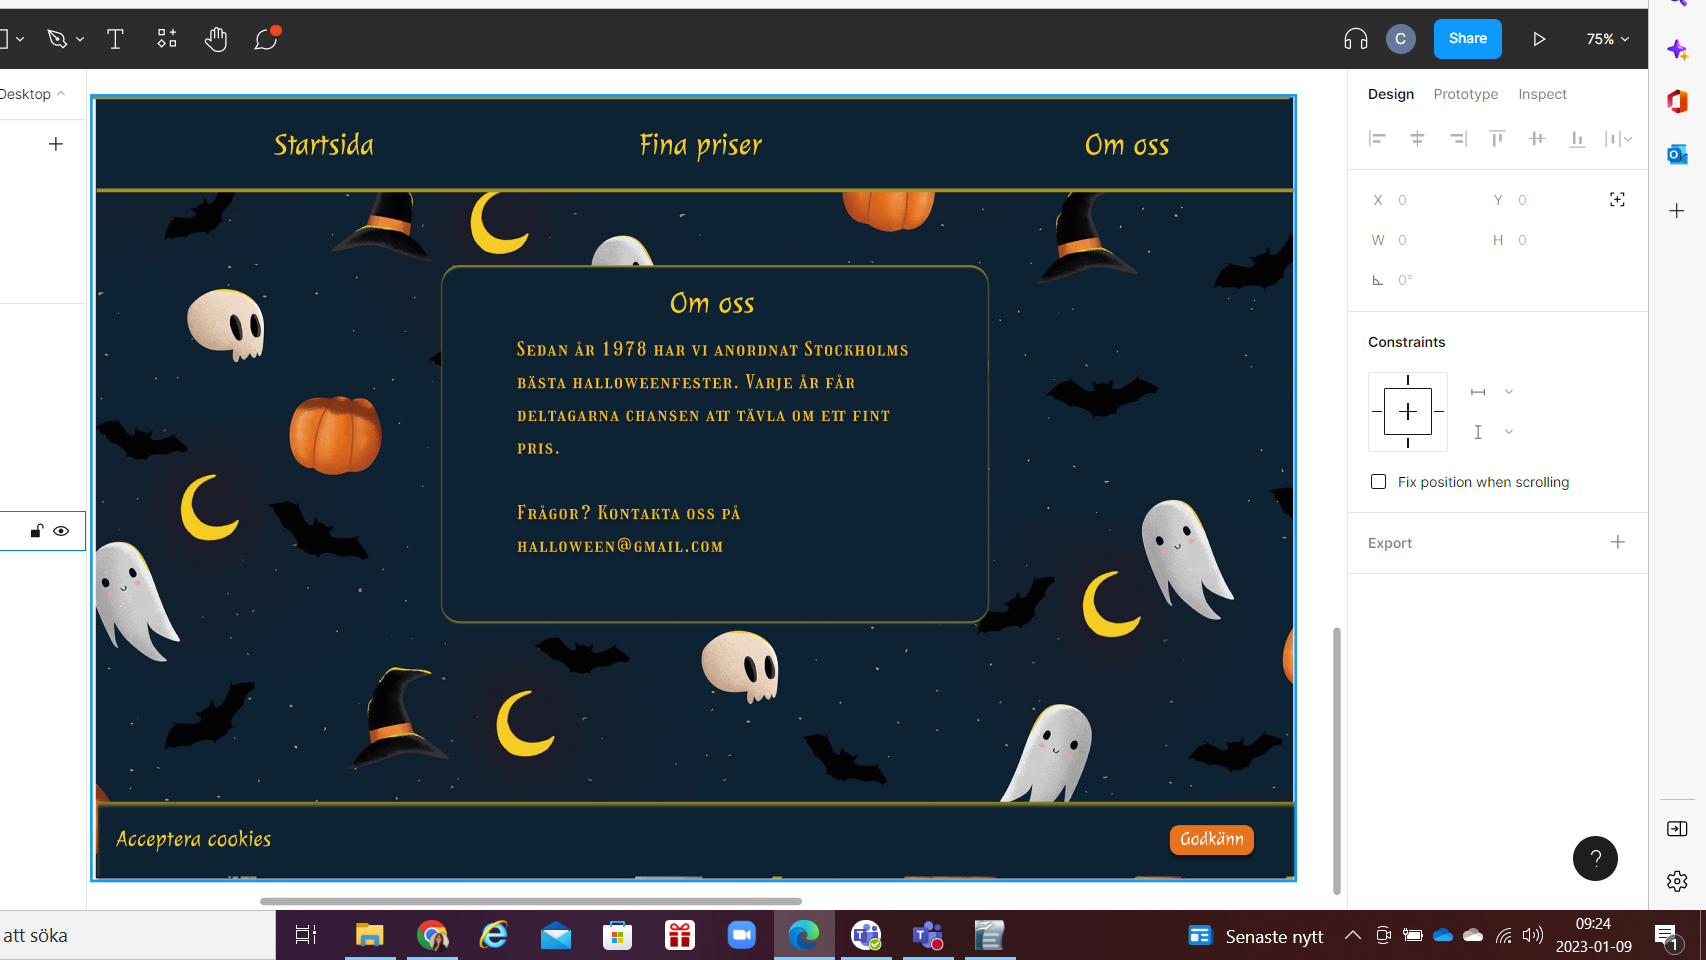 C
Share
75%
Desktop
Design Prototype Inspect
X 0 Y 0
W 0 H 0
0°
Constraints
Fix position when scrolling
Export
Startsida Fina priser Om oss
Om oss
Sedan år 1978 har vi anordnat Stockholms
bästa halloweenfester. Varje år får
deltagarna chansen att tävla om ett fint
pris.
Frågor? Kontakta oss på
halloween@gmail.com
Acceptera cookies
Godkänn
?
att söka
Senaste nytt
09:24
2023-01-09
1